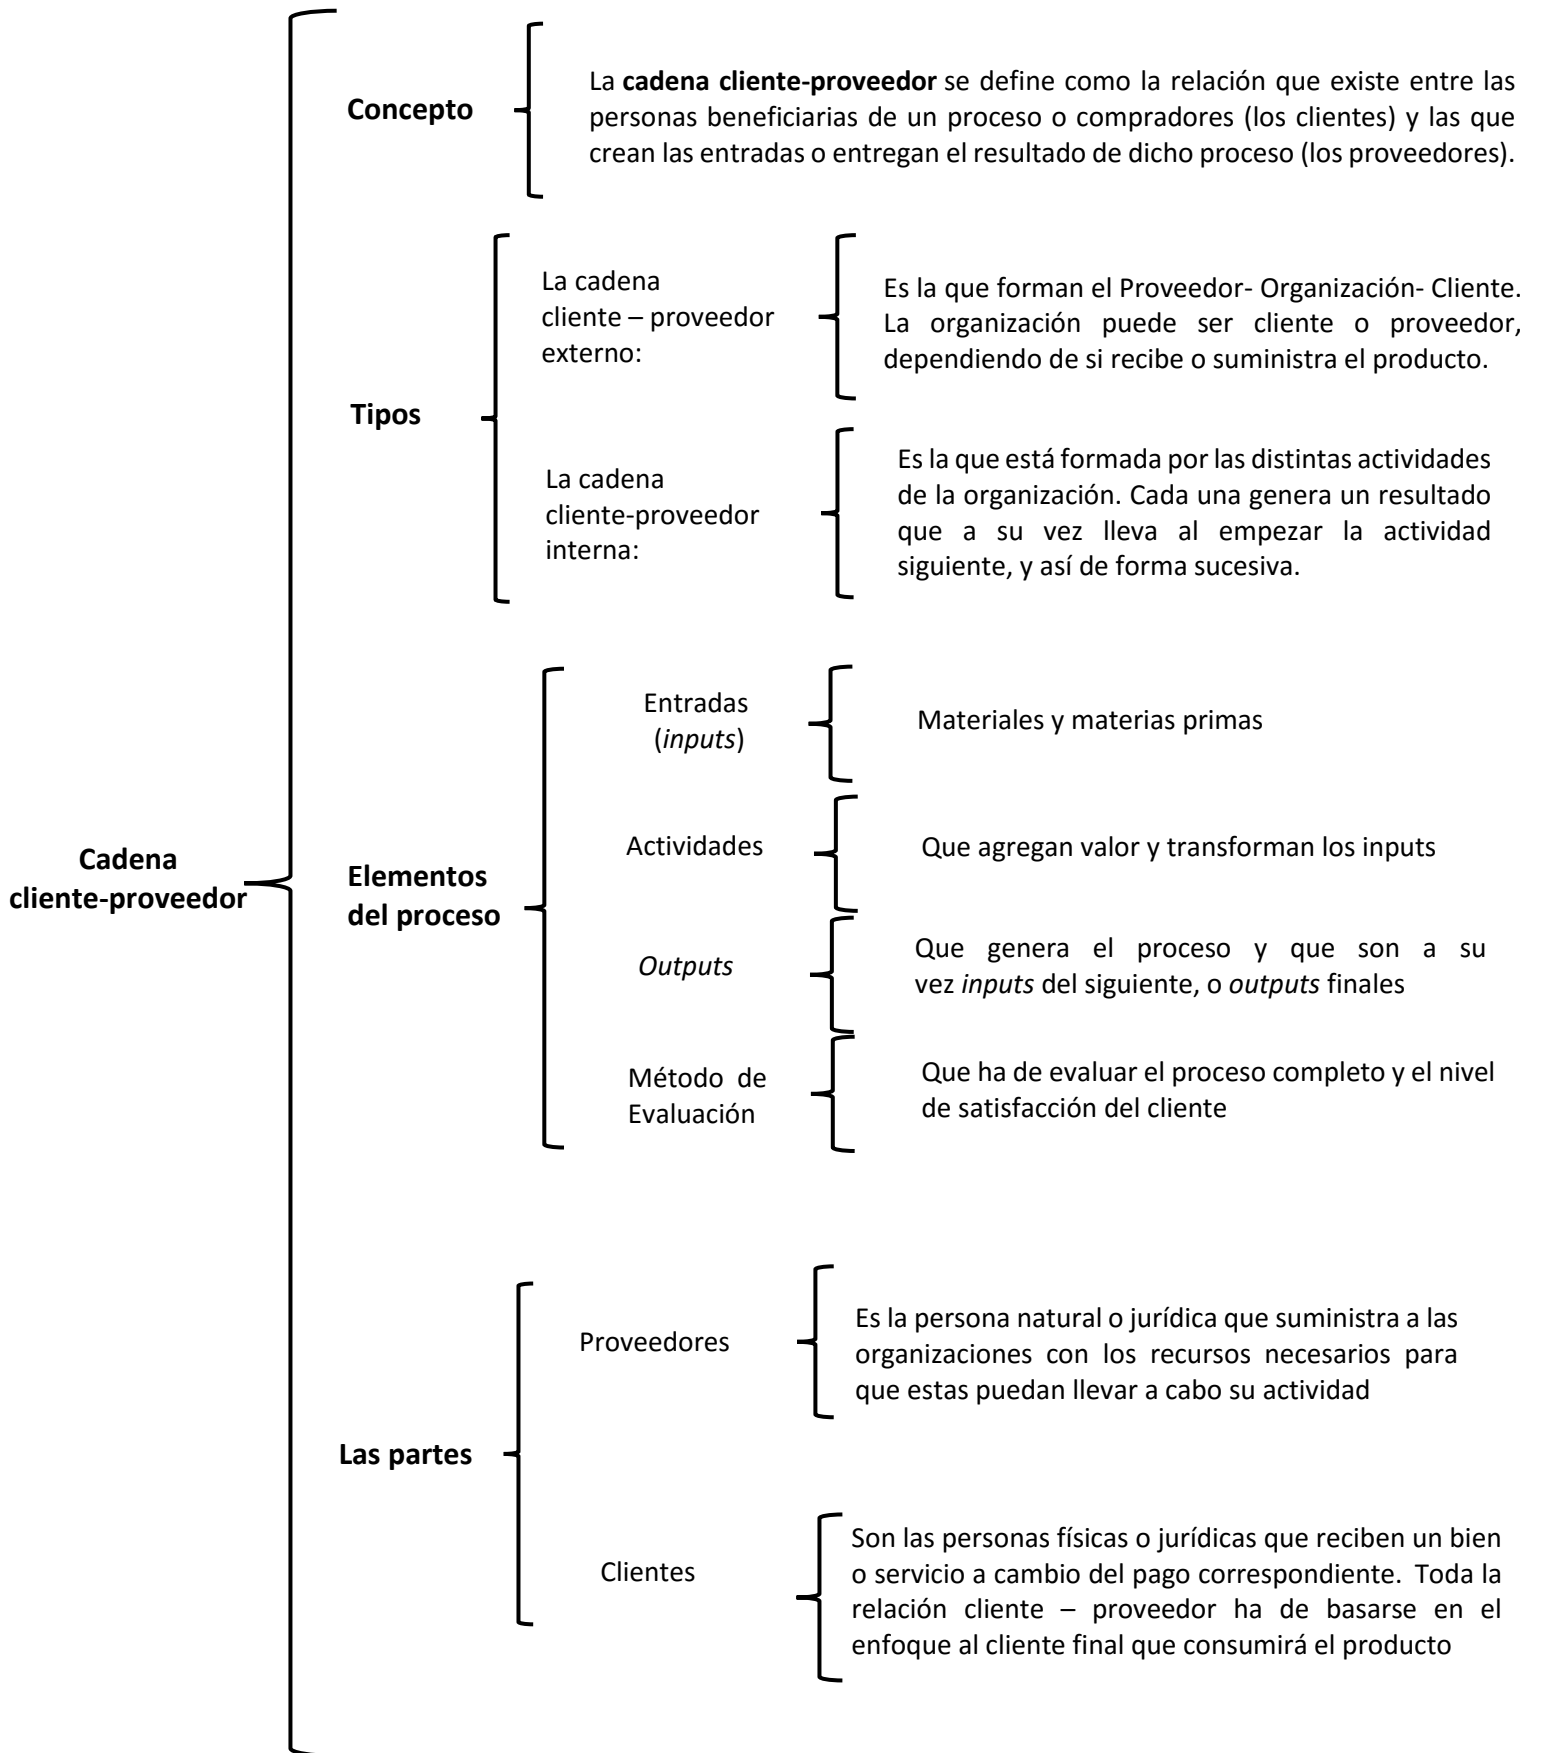 Concepto
La cadena cliente-proveedor se define como la relación que existe entre las
personas beneficiarias de un proceso o compradores (los clientes) y las que
crean las entradas o entregan el resultado de dicho proceso (los proveedores).
Tipos
La cadena
cliente – proveedor
externo:
Es la que forman el Proveedor- Organización- Cliente.
La organización puede ser cliente o proveedor,
dependiendo de si recibe o suministra el producto.
La cadena
cliente-proveedor
interna:
Es la que está formada por las distintas actividades
de la organización. Cada una genera un resultado
que a su vez lleva al empezar la actividad
siguiente, y así de forma sucesiva.
Cadena
cliente-proveedor
Elementos
del proceso
Entradas
(inputs)
Materiales y materias primas
Actividades
Que agregan valor y transforman los inputs
Outputs
Que genera el proceso y que son a su
vez inputs del siguiente, o outputs finales
Método de
Evaluación
Que ha de evaluar el proceso completo y el nivel
de satisfacción del cliente
Las partes
Proveedores
Es la persona natural o jurídica que suministra a las
organizaciones con los recursos necesarios para
que estas puedan llevar a cabo su actividad
Clientes
Son las personas físicas o jurídicas que reciben un bien
o servicio a cambio del pago correspondiente. Toda la
relación cliente – proveedor ha de basarse en el
enfoque al cliente final que consumirá el producto